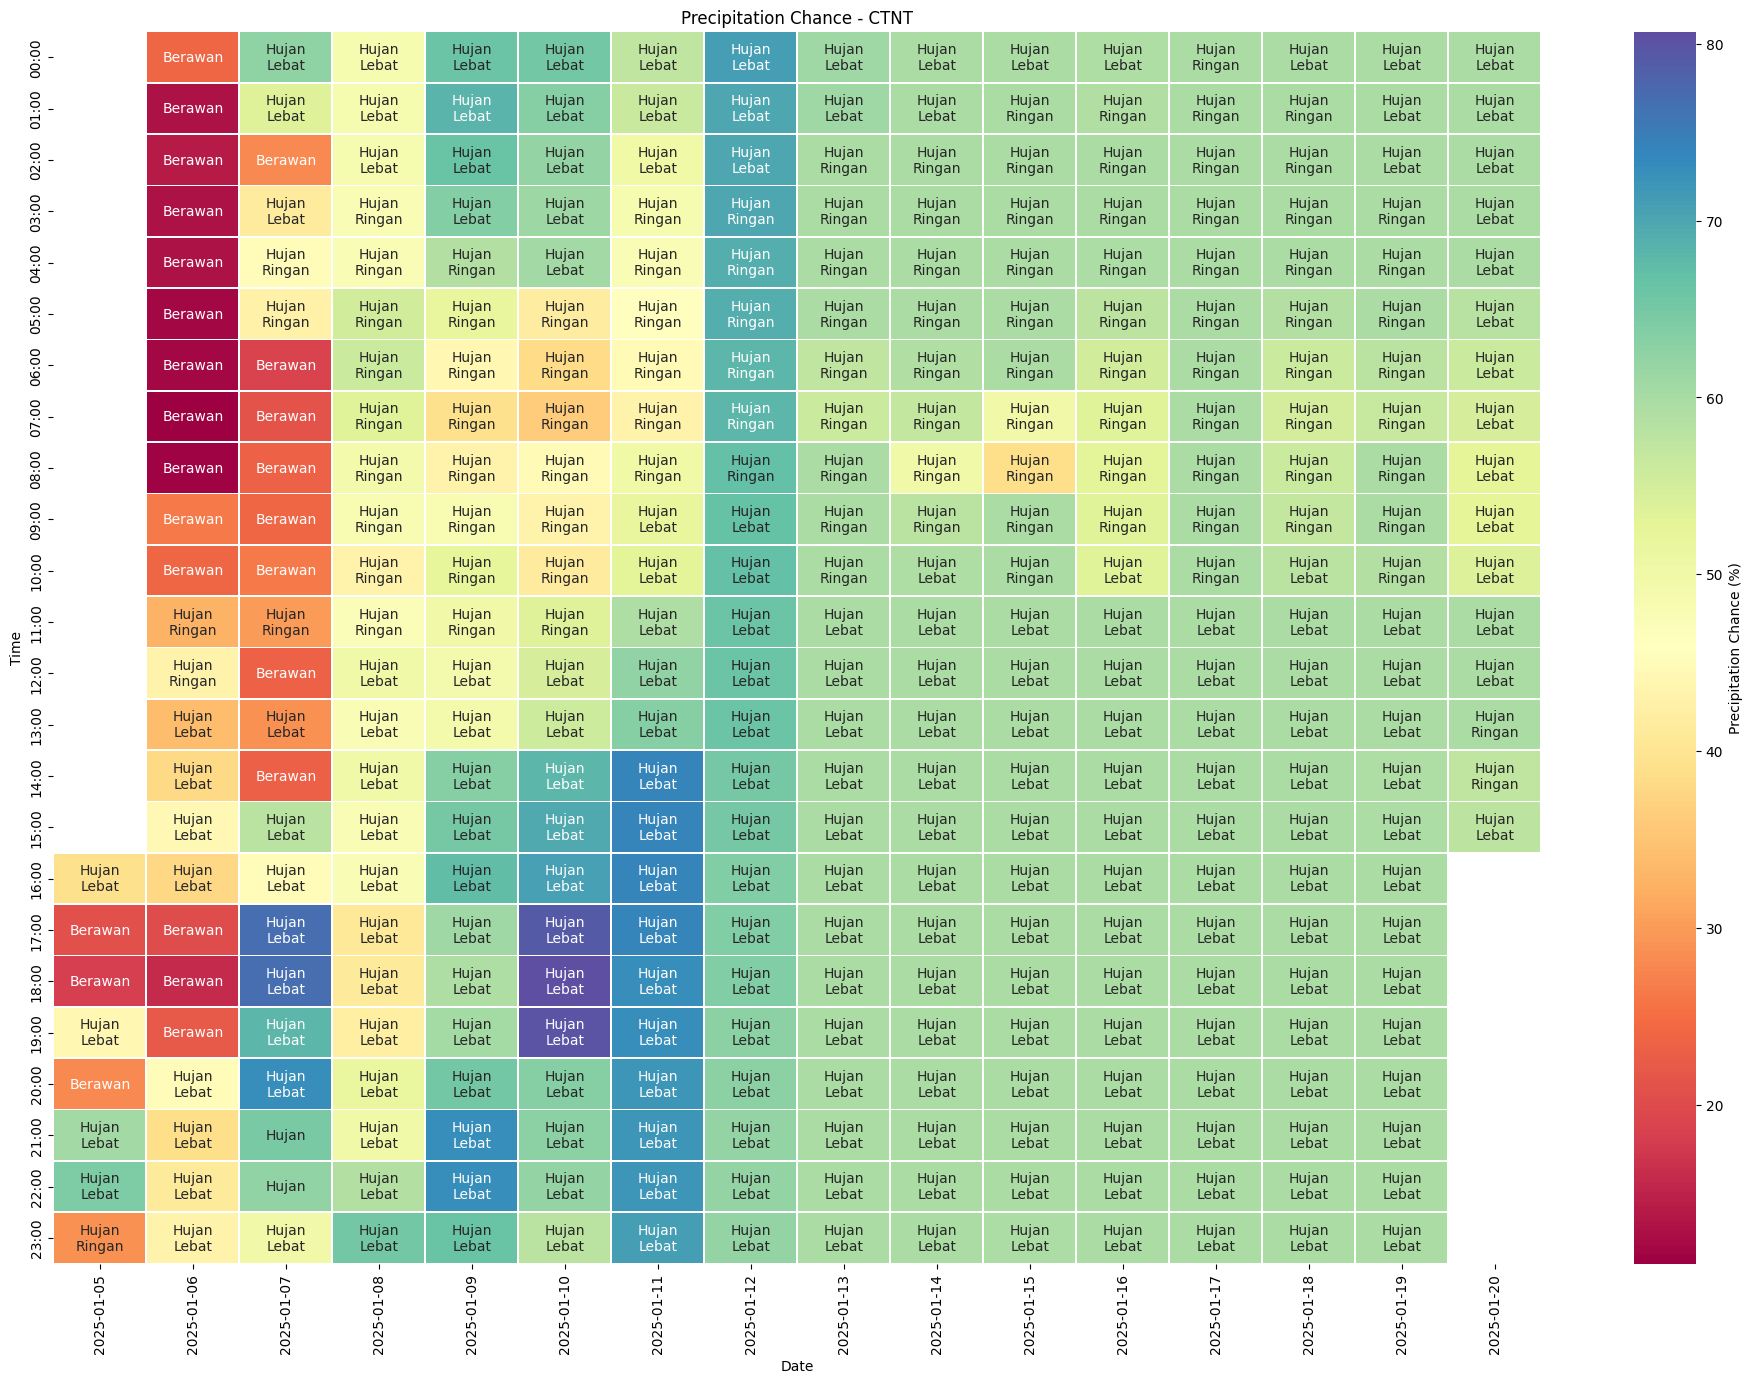 Precipitation Chance - CTNT
00:00 Berawan Hujan Lebat Hujan Lebat Hujan Lebat Hujan Lebat Hujan Lebat Hujan Lebat Hujan Lebat Hujan Lebat Hujan Lebat Hujan Lebat Hujan Ringan Hujan Lebat Hujan Lebat Hujan Lebat
01:00 Berawan Hujan Lebat Hujan Lebat Hujan Lebat Hujan Lebat Hujan Lebat Hujan Lebat Hujan Lebat Hujan Lebat Hujan Ringan Hujan Ringan Hujan Ringan Hujan Ringan Hujan Lebat Hujan Lebat
02:00 Berawan Berawan Hujan Lebat Hujan Lebat Hujan Lebat Hujan Lebat Hujan Lebat Hujan Ringan Hujan Ringan Hujan Ringan Hujan Ringan Hujan Ringan Hujan Ringan Hujan Lebat Hujan Lebat
03:00 Berawan Hujan Lebat Hujan Ringan Hujan Lebat Hujan Lebat Hujan Ringan Hujan Ringan Hujan Ringan Hujan Ringan Hujan Ringan Hujan Ringan Hujan Ringan Hujan Ringan Hujan Ringan Hujan Lebat
04:00 Berawan Hujan Ringan Hujan Ringan Hujan Ringan Hujan Lebat Hujan Ringan Hujan Ringan Hujan Ringan Hujan Ringan Hujan Ringan Hujan Ringan Hujan Ringan Hujan Ringan Hujan Ringan Hujan Lebat
05:00 Berawan Hujan Ringan Hujan Ringan Hujan Ringan Hujan Ringan Hujan Ringan Hujan Ringan Hujan Ringan Hujan Ringan Hujan Ringan Hujan Ringan Hujan Ringan Hujan Ringan Hujan Ringan Hujan Lebat
06:00 Berawan Berawan Hujan Ringan Hujan Ringan Hujan Ringan Hujan Ringan Hujan Ringan Hujan Ringan Hujan Ringan Hujan Ringan Hujan Ringan Hujan Ringan Hujan Ringan Hujan Ringan Hujan Lebat
07:00 Berawan Berawan Hujan Ringan Hujan Ringan Hujan Ringan Hujan Ringan Hujan Ringan Hujan Ringan Hujan Ringan Hujan Ringan Hujan Ringan Hujan Ringan Hujan Ringan Hujan Ringan Hujan Lebat
08:00 Berawan Berawan Hujan Ringan Hujan Ringan Hujan Ringan Hujan Ringan Hujan Ringan Hujan Ringan Hujan Ringan Hujan Ringan Hujan Ringan Hujan Ringan Hujan Ringan Hujan Ringan Hujan Lebat
09:00 Berawan Berawan Hujan Ringan Hujan Ringan Hujan Ringan Hujan Lebat Hujan Lebat Hujan Ringan Hujan Ringan Hujan Ringan Hujan Ringan Hujan Ringan Hujan Ringan Hujan Ringan Hujan Lebat
10:00 Berawan Berawan Hujan Ringan Hujan Ringan Hujan Ringan Hujan Lebat Hujan Lebat Hujan Ringan Hujan Lebat Hujan Ringan Hujan Lebat Hujan Ringan Hujan Lebat Hujan Ringan Hujan Lebat
11:00 Hujan Ringan Hujan Ringan Hujan Ringan Hujan Ringan Hujan Ringan Hujan Lebat Hujan Lebat Hujan Lebat Hujan Lebat Hujan Lebat Hujan Lebat Hujan Lebat Hujan Lebat Hujan Lebat Hujan Lebat
12:00 Hujan Ringan Berawan Hujan Lebat Hujan Lebat Hujan Lebat Hujan Lebat Hujan Lebat Hujan Lebat Hujan Lebat Hujan Lebat Hujan Lebat Hujan Lebat Hujan Lebat Hujan Lebat Hujan Lebat
13:00 Hujan Lebat Hujan Lebat Hujan Lebat Hujan Lebat Hujan Lebat Hujan Lebat Hujan Lebat Hujan Lebat Hujan Lebat Hujan Lebat Hujan Lebat Hujan Lebat Hujan Lebat Hujan Lebat Hujan Ringan
14:00 Hujan Lebat Berawan Hujan Lebat Hujan Lebat Hujan Lebat Hujan Lebat Hujan Lebat Hujan Lebat Hujan Lebat Hujan Lebat Hujan Lebat Hujan Lebat Hujan Lebat Hujan Lebat Hujan Ringan
15:00 Hujan Lebat Hujan Lebat Hujan Lebat Hujan Lebat Hujan Lebat Hujan Lebat Hujan Lebat Hujan Lebat Hujan Lebat Hujan Lebat Hujan Lebat Hujan Lebat Hujan Lebat Hujan Lebat Hujan Lebat
16:00 Hujan Lebat Hujan Lebat Hujan Lebat Hujan Lebat Hujan Lebat Hujan Lebat Hujan Lebat Hujan Lebat Hujan Lebat Hujan Lebat Hujan Lebat Hujan Lebat Hujan Lebat Hujan Lebat Hujan Lebat
17:00 Berawan Berawan Hujan Lebat Hujan Lebat Hujan Lebat Hujan Lebat Hujan Lebat Hujan Lebat Hujan Lebat Hujan Lebat Hujan Lebat Hujan Lebat Hujan Lebat Hujan Lebat Hujan Lebat
18:00 Berawan Berawan Hujan Lebat Hujan Lebat Hujan Lebat Hujan Lebat Hujan Lebat Hujan Lebat Hujan Lebat Hujan Lebat Hujan Lebat Hujan Lebat Hujan Lebat Hujan Lebat Hujan Lebat
19:00 Hujan Lebat Berawan Hujan Lebat Hujan Lebat Hujan Lebat Hujan Lebat Hujan Lebat Hujan Lebat Hujan Lebat Hujan Lebat Hujan Lebat Hujan Lebat Hujan Lebat Hujan Lebat Hujan Lebat
20:00 Berawan Hujan Lebat Hujan Lebat Hujan Lebat Hujan Lebat Hujan Lebat Hujan Lebat Hujan Lebat Hujan Lebat Hujan Lebat Hujan Lebat Hujan Lebat Hujan Lebat Hujan Lebat Hujan Lebat
21:00 Hujan Lebat Hujan Lebat Hujan Hujan Lebat Hujan Lebat Hujan Lebat Hujan Lebat Hujan Lebat Hujan Lebat Hujan Lebat Hujan Lebat Hujan Lebat Hujan Lebat Hujan Lebat Hujan Lebat
22:00 Hujan Lebat Hujan Lebat Hujan Hujan Lebat Hujan Lebat Hujan Lebat Hujan Lebat Hujan Lebat Hujan Lebat Hujan Lebat Hujan Lebat Hujan Lebat Hujan Lebat Hujan Lebat Hujan Lebat
23:00 Hujan Ringan Hujan Lebat Hujan Lebat Hujan Lebat Hujan Lebat Hujan Lebat Hujan Lebat Hujan Lebat Hujan Lebat Hujan Lebat Hujan Lebat Hujan Lebat Hujan Lebat Hujan Lebat Hujan Lebat
Time
2025-01-05 2025-01-06 2025-01-07 2025-01-08 2025-01-09 2025-01-10 2025-01-11 2025-01-12 2025-01-13 2025-01-14 2025-01-15 2025-01-16 2025-01-17 2025-01-18 2025-01-19 2025-01-20
Date
80
70
60
50
40
30
20
Precipitation Chance (%)